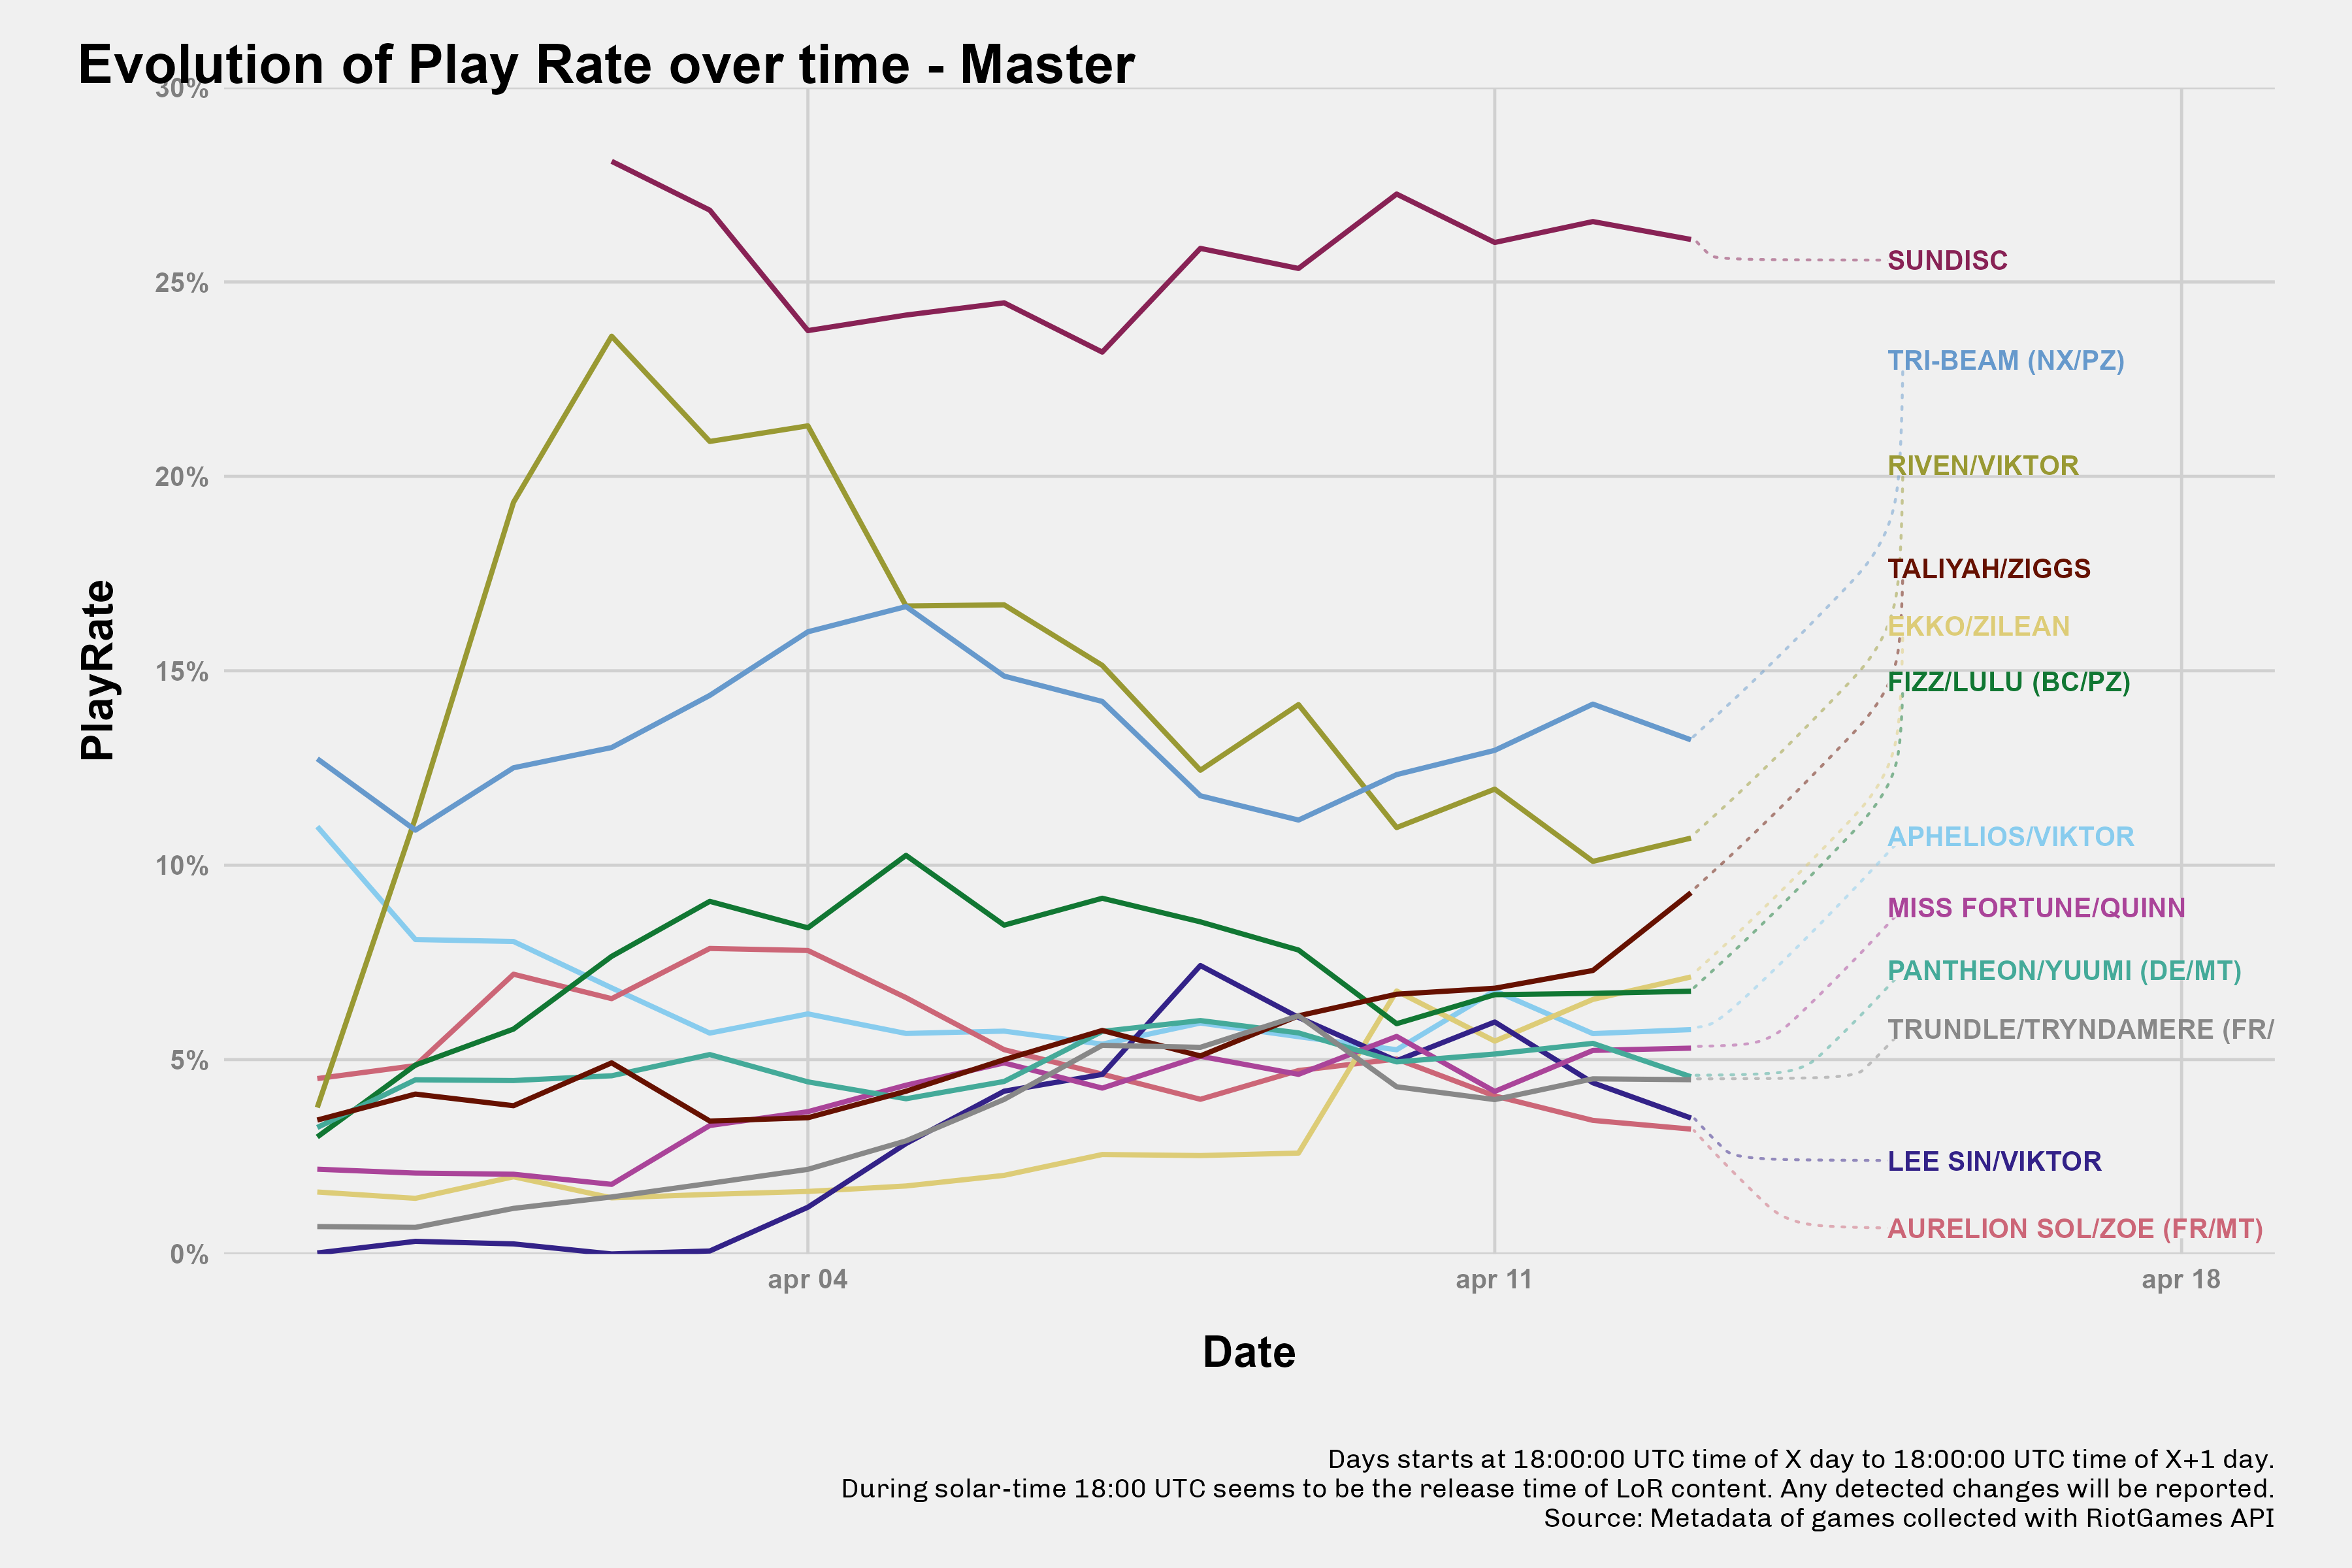 Evolution of Play Rate over time - Master
PlayRate
30%
25%
20%
15%
10%
5%
0%
SUNDISC
TRI-BEAM (NX/PZ)
RIVEN/VIKTOR
TALIYAH/ZIGGS
EKKO/ZILEAN
FIZZ/LULU (BC/PZ)
APHELIOS/VIKTOR
MISS FORTUNE/QUINN
PANTHEON/YUUMI (DE/MT)
TRUNDLE/TRYNDAMERE (FR/
LEE SIN/VIKTOR
AURELION SOL/ZOE (FR/MT)
apr 04
apr 11
apr 18
Date
Days starts at 18:00:00 UTC time of X day to 18:00:00 UTC time of X+1 day.
During solar-time 18:00 UTC seems to be the release time of LoR content. Any detected changes will be reported.
Source: Metadata of games collected with RiotGames API